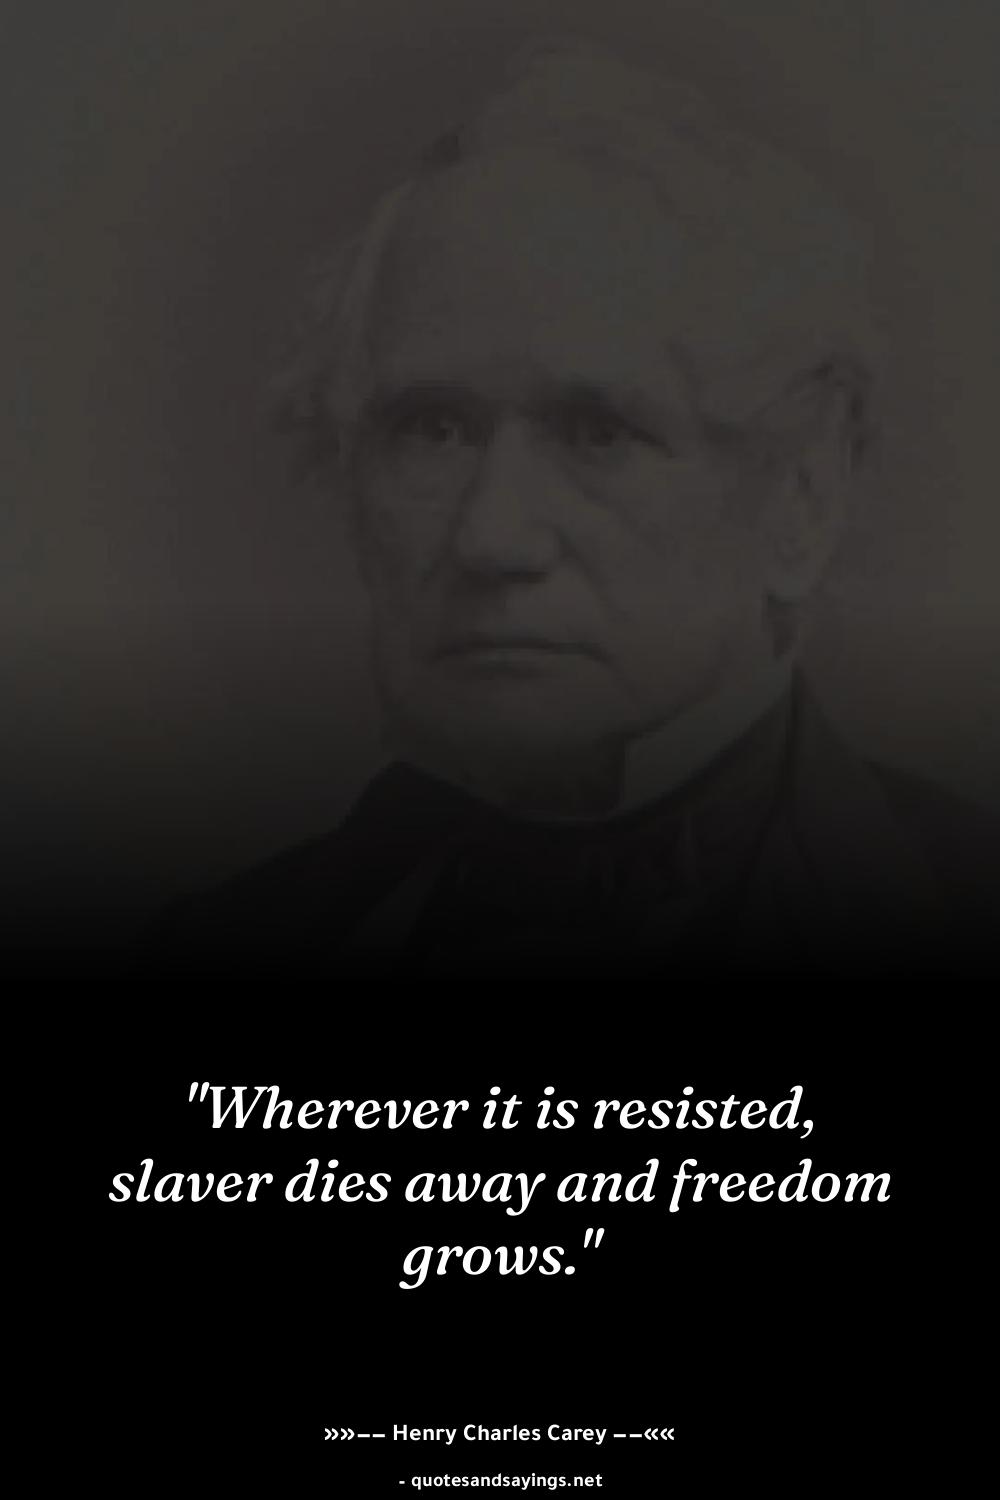 "Wherever it is resisted,
slaver dies away and freedom
grows."
»»−− Henry Charles Carey −−««
- quotesandsayings.net